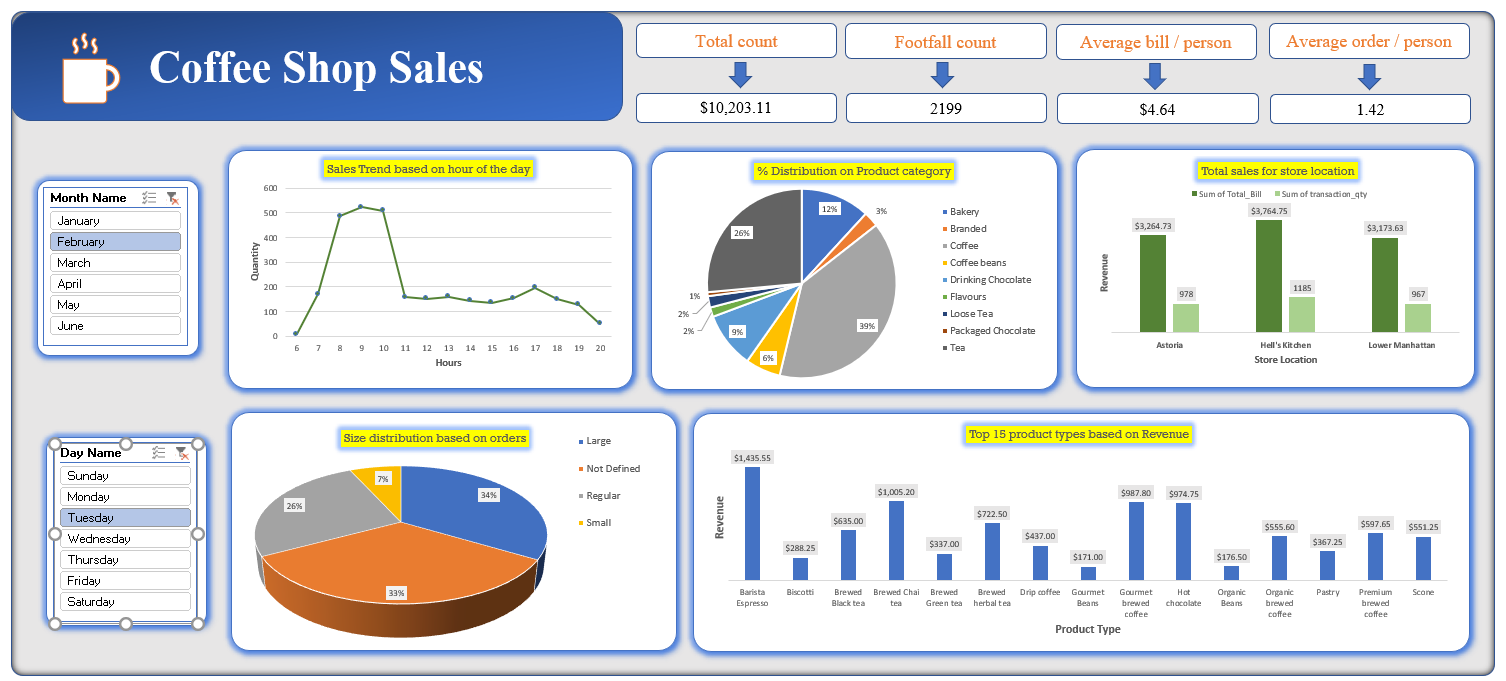 Coffee Shop Sales
Total count
$10,203.11
Footfall count
2199
Average bill / person
$4.64
Average order / person
1.42
Month Name
January
February
March
April
May
June
Day Name
Sunday
Monday
Tuesday
Wednesday
Thursday
Friday
Saturday
Sales Trend based on hour of the day
Quantity
600
500
400
300
200
100
0
6 7 8 9 10 11 12 13 14 15 16 17 18 19 20
Hours
% Distribution on Product category
12%
3%
39%
6%
9%
2%
2%
1%
26%
Bakery
Branded
Coffee
Coffee beans
Drinking Chocolate
Flavours
Loose Tea
Packaged Chocolate
Tea
Total sales for store location
Sum of Total_Bill Sum of transaction_qty
Revenue
$3,264.73
978
$3,764.75
1185
$3,173.63
967
Astoria Hell's Kitchen Lower Manhattan
Store Location
Size distribution based on orders
34%
33%
26%
7%
Large
Not Defined
Regular
Small
Top 15 product types based on Revenue
Revenue
$1,435.55
$288.25
$635.00
$1,005.20
$337.00
$722.50
$437.00
$171.00
$987.80
$974.75
$176.50
$555.60
$367.25
$597.65
$551.25
Barista
Espresso
Biscotti
Brewed
Black tea
Brewed Chai
tea
Brewed
Green tea
Brewed
herbal tea
Drip coffee
Gourmet
Beans
Gourmet
brewed
coffee
Hot
chocolate
Organic
Beans
Organic
brewed
coffee
Pastry
Premium
brewed
coffee
Scone
Product Type